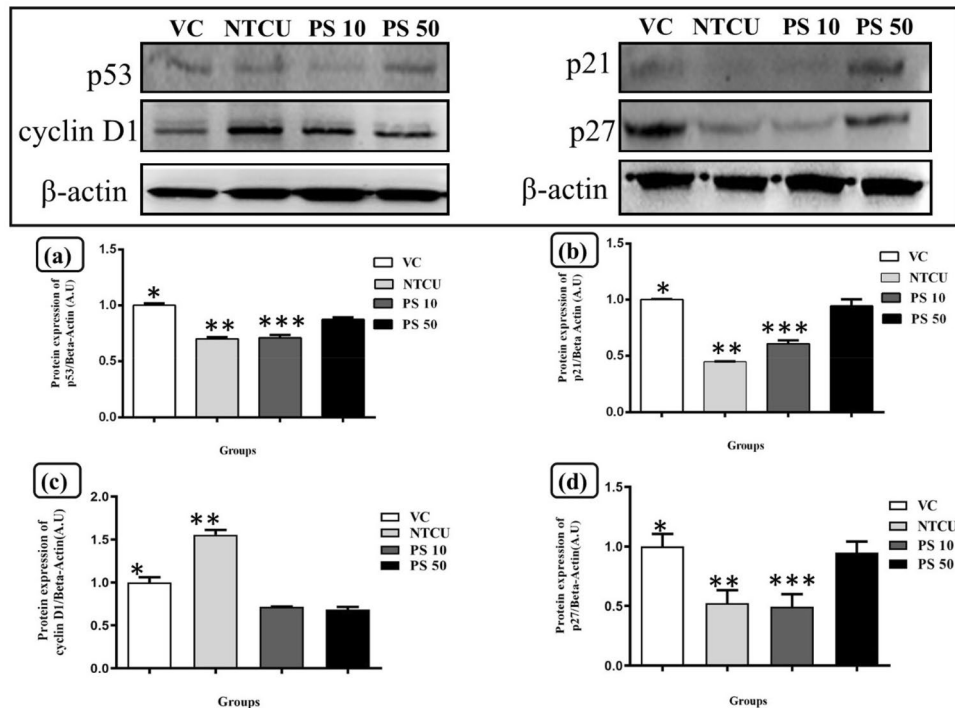 VC NTCU PS 10 PS 50
p53
cyclin D1
β-actin
VC NTCU PS 10 PS 50
p21
p27
β-actin
(a)
Protein expression of
p53/Beta-Actin (A.U)
1.5
1.0
0.5
0.0
*
**
***
Groups
VC
NTCU
PS 10
PS 50
(b)
Protein expression of
p21/Beta Actin (A.U)
1.5
1.0
0.5
0.0
*
**
***
Groups
VC
NTCU
PS 10
PS 50
(c)
Protein expression of
cyclin D1/Beta-Actin(A.U)
2.0
1.5
1.0
0.5
0.0
*
**
Groups
VC
NTCU
PS 10
PS 50
(d)
Protein expression of
p27/Beta-Actin(A.U)
1.5
1.0
0.5
0.0
*
**
***
Groups
VC
NTCU
PS 10
PS 50